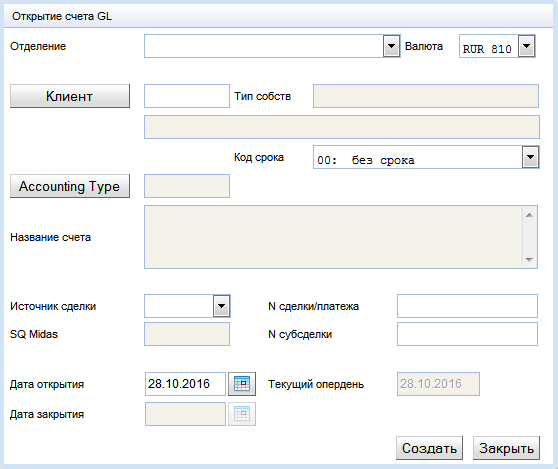 Открытие счета GL
Отделение Валюта RUR 810
Клиент Тип собств
Код срока 00: без срока
Accounting Type
Название счета
Источник сделки N сделки/платежа
SQ Midas N субсделки
Дата открытия 28.10.2016 Текущий опердень 28.10.2016
Дата закрытия
Создать Закрыть